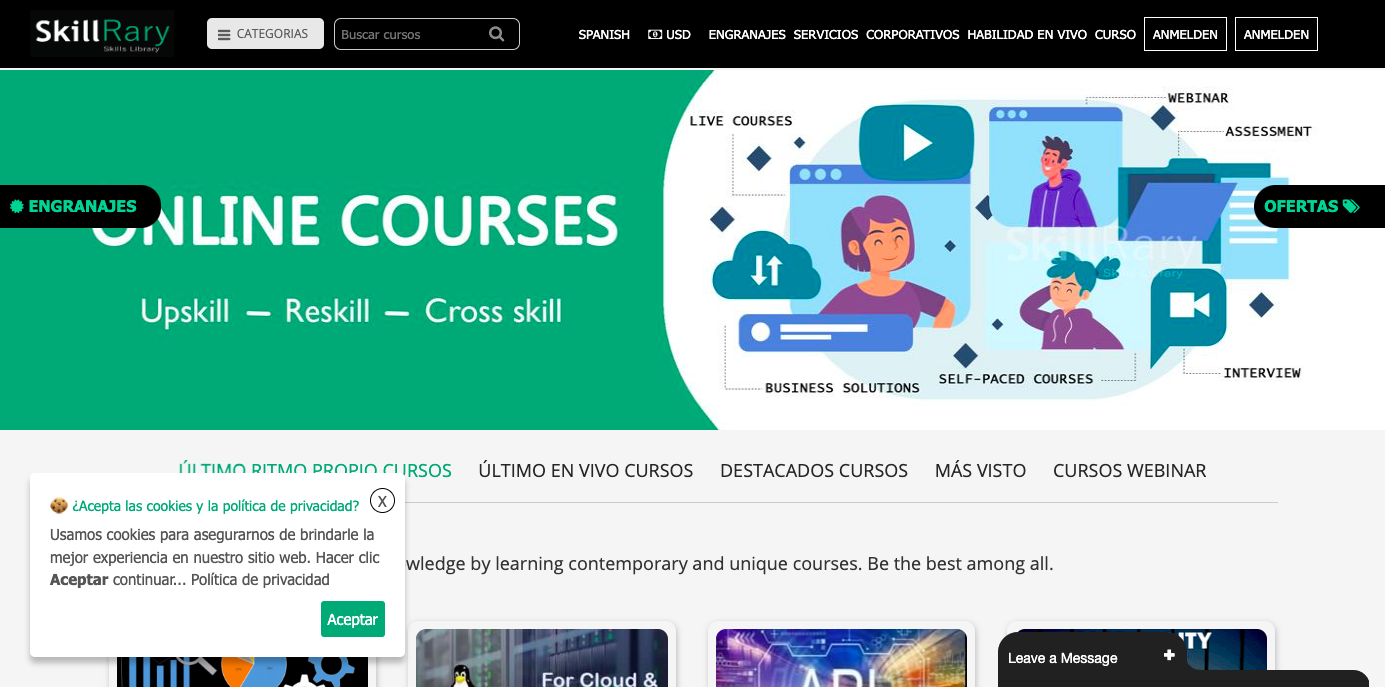 SkillRary
Skills Library
CATEGORIAS
Buscar cursos
SPANISH
USD
ENGRANAJES
SERVICIOS
CORPORATIVOS
HABILIDAD EN VIVO
CURSO
ANMELDEN
ANMELDEN
LIVE COURSES
WEBINAR
ASSESSMENT
ENGRANAJES
OFERTAS
ONLINE COURSES
Upskill — Reskill — Cross skill
SkillRary
BUSINESS SOLUTIONS
SELF-PACED COURSES
INTERVIEW
ÚLTIMO RITMO PROPIO CURSOS
ÚLTIMO EN VIVO CURSOS
DESTACADOS CURSOS
MÁS VISTO
CURSOS WEBINAR
¿Acepta las cookies y la política de privacidad?
X
Usamos cookies para asegurarnos de brindarle la
mejor experiencia en nuestro sitio web. Hacer clic
Aceptar continuar... Política de privacidad
Aceptar
wledge by learning contemporary and unique courses. Be the best among all.
For Cloud &
API
Leave a Message